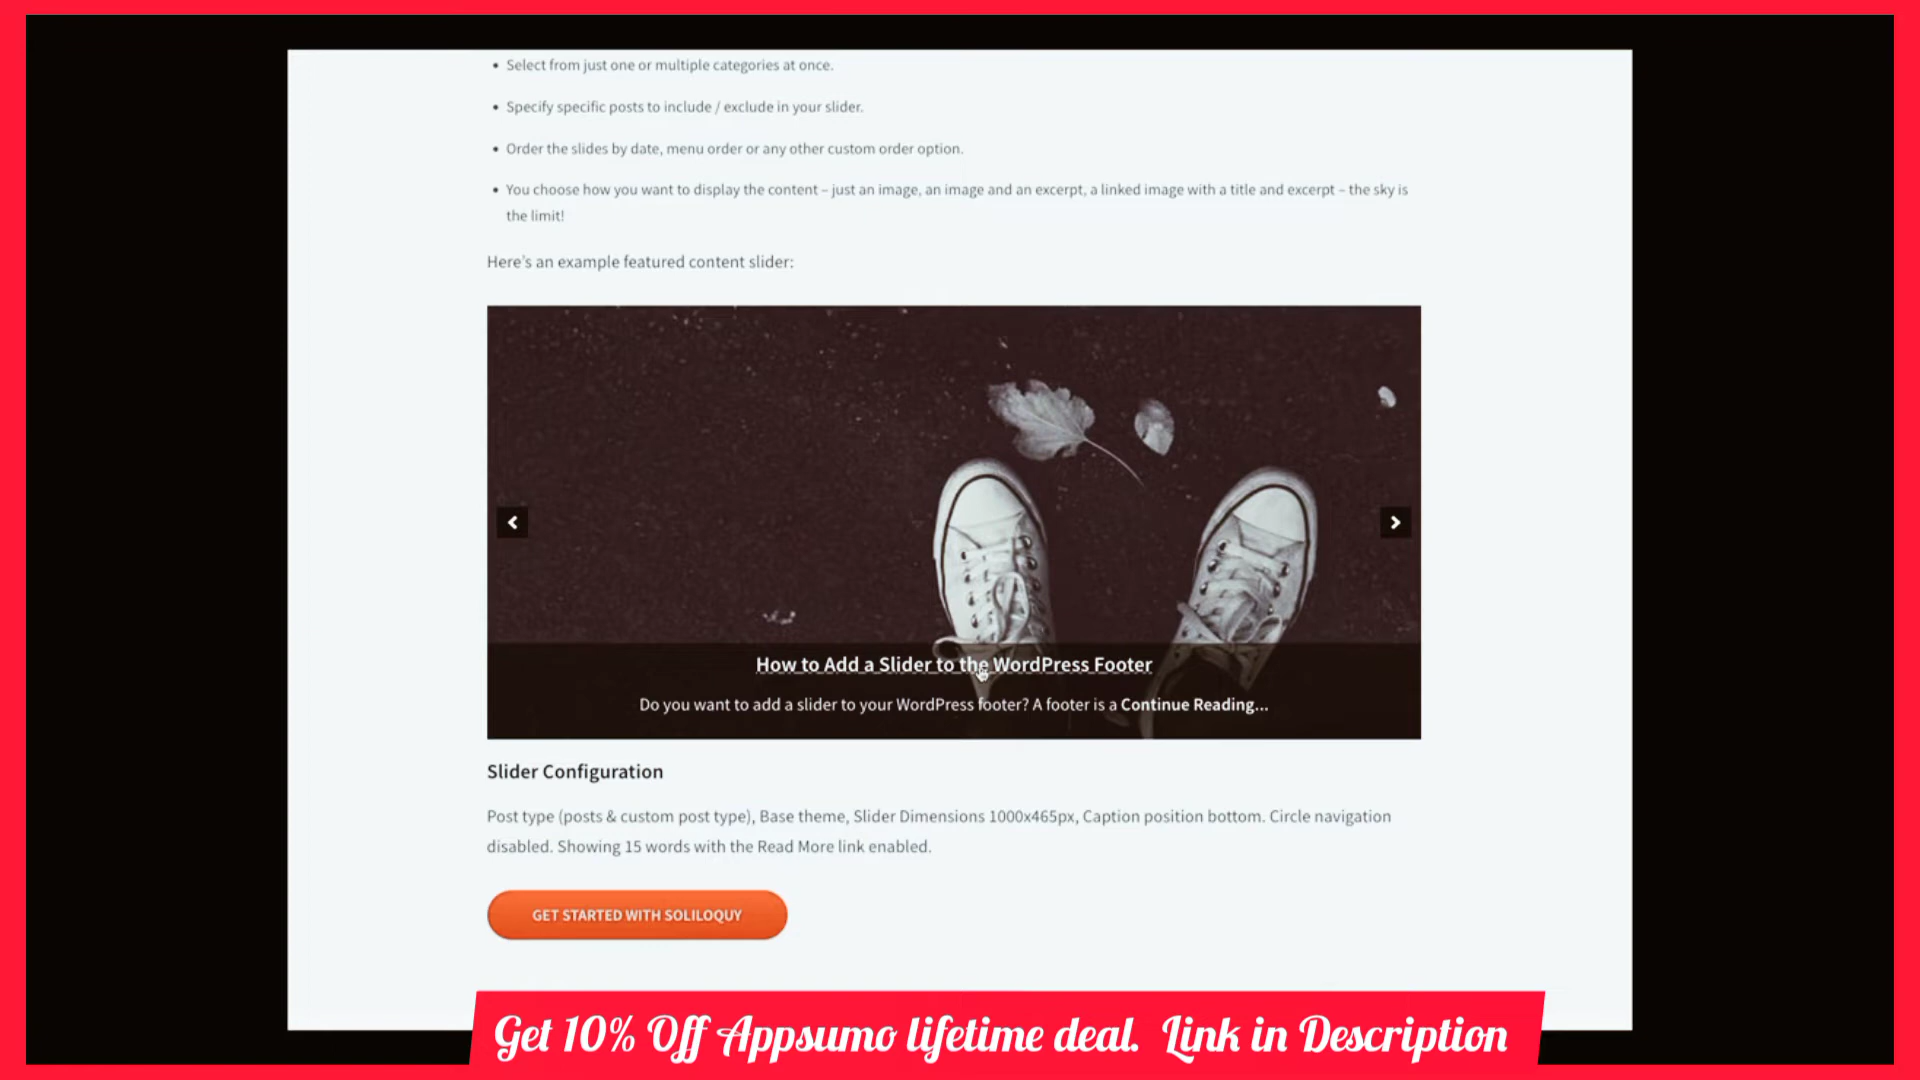 • Select from just one or multiple categories at once.
• Specify specific posts to include / exclude in your slider.
• Order the slides by date, menu order or any other custom order option.
• You choose how you want to display the content – just an image, an image and an excerpt, a linked image with a title and excerpt – the sky is
the limit!
Here's an example featured content slider:
How to Add a Slider to the WordPress Footer
Do you want to add a slider to your WordPress footer? A footer is a Continue Reading...
Slider Configuration
Post type (posts & custom post type), Base theme, Slider Dimensions 1000x465px, Caption position bottom. Circle navigation
disabled. Showing 15 words with the Read More link enabled.
GET STARTED WITH SOLILOQUY
Get 10% Off Appsumo lifetime deal. Link in Description